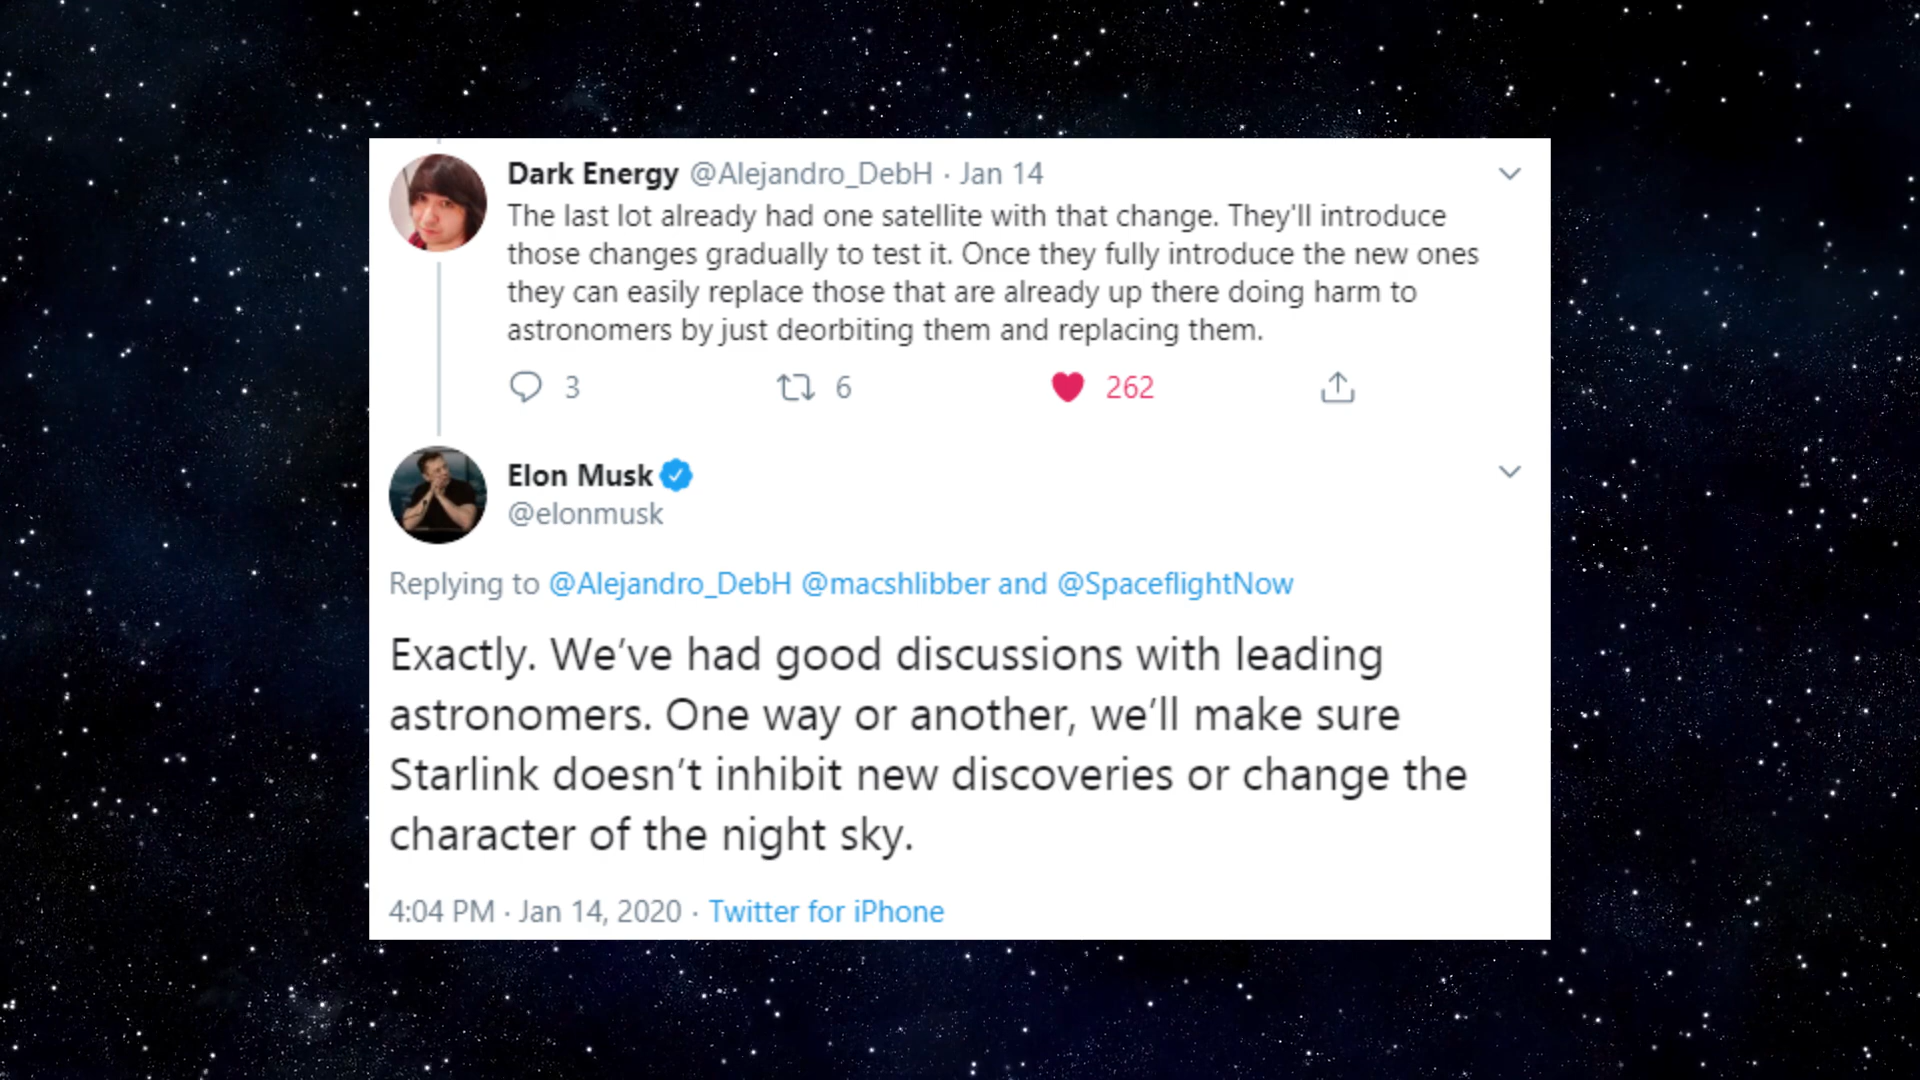 Dark Energy @Alejandro_DebH · Jan 14
The last lot already had one satellite with that change. They'll introduce
those changes gradually to test it. Once they fully introduce the new ones
they can easily replace those that are already up there doing harm to
astronomers by just deorbiting them and replacing them.
3 6 262
Elon Musk
@elonmusk
Replying to @Alejandro_DebH @macshlibber and @SpaceflightNow
Exactly. We’ve had good discussions with leading
astronomers. One way or another, we’ll make sure
Starlink doesn’t inhibit new discoveries or change the
character of the night sky.
4:04 PM · Jan 14, 2020 · Twitter for iPhone